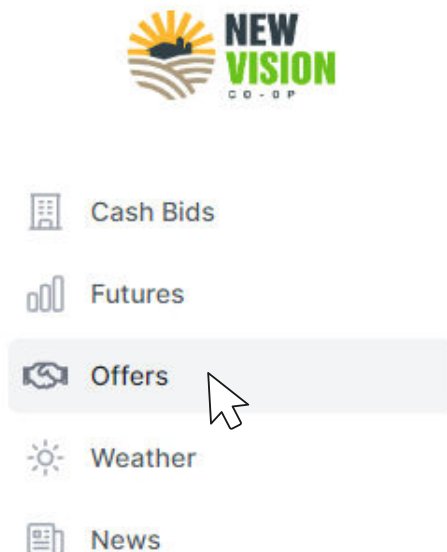 NEW
VISION
CO-OP
Cash Bids
Futures
Offers
Weather
News